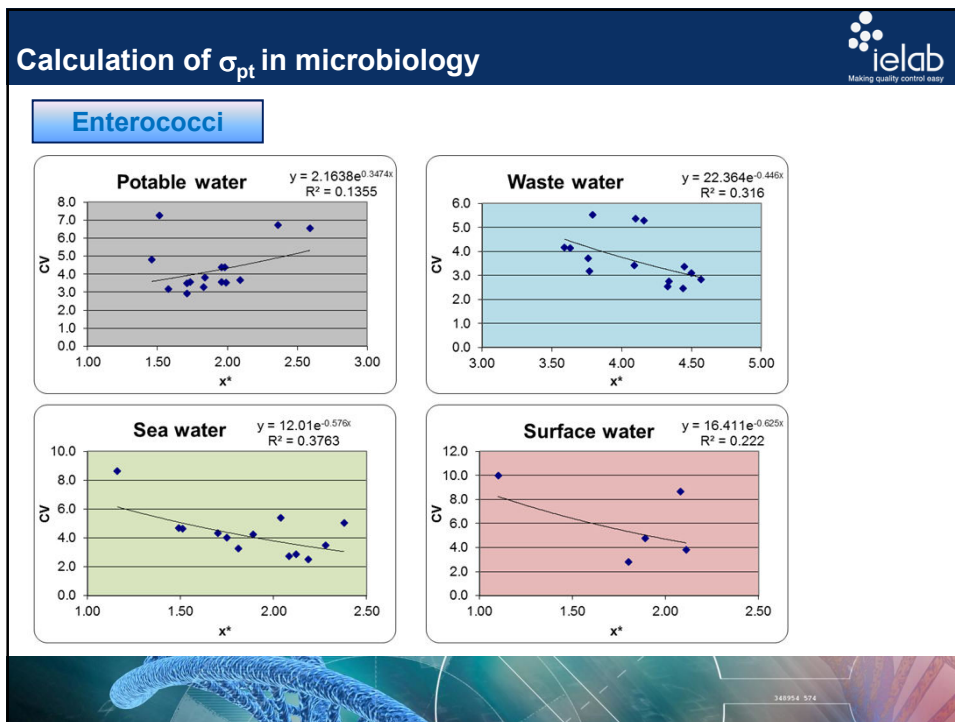 Calculation of σpt in microbiology
ielab
Making quality control easy
Enterococci
Potable water
y = 2.1638e^0.3474x
R² = 0.1355
8.0
7.0
6.0
5.0
4.0
3.0
2.0
1.0
0.0
CV
1.00 1.50 2.00 2.50 3.00
x*
Waste water
y = 22.364e^-0.446x
R² = 0.316
6.0
5.0
4.0
3.0
2.0
1.0
0.0
CV
3.00 3.50 4.00 4.50 5.00
x*
Sea water
y = 12.01e^-0.576x
R² = 0.3763
10.0
8.0
6.0
4.0
2.0
0.0
CV
1.00 1.50 2.00 2.50
x*
Surface water
y = 16.411e^-0.625x
R² = 0.222
12.0
10.0
8.0
6.0
4.0
2.0
0.0
CV
1.00 1.50 2.00 2.50
x*
348954 574